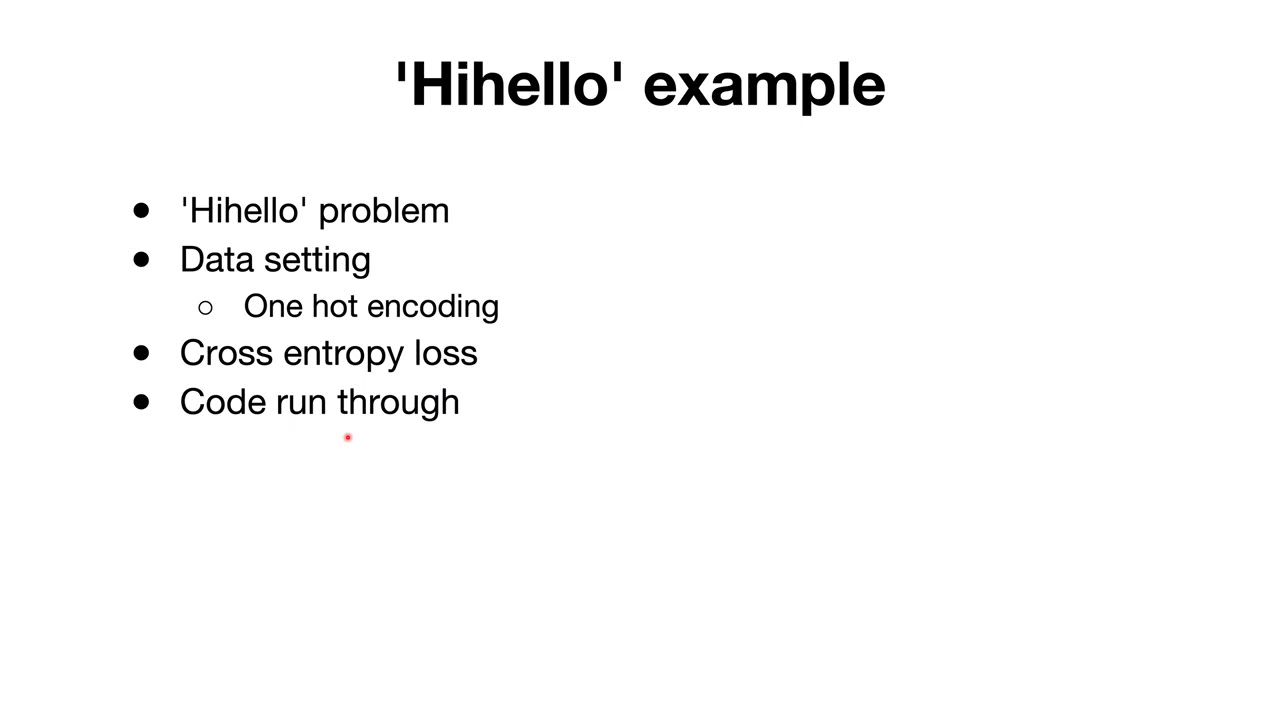 'Hihello' example
● 'Hihello' problem
● Data setting
○ One hot encoding
● Cross entropy loss
● Code run through